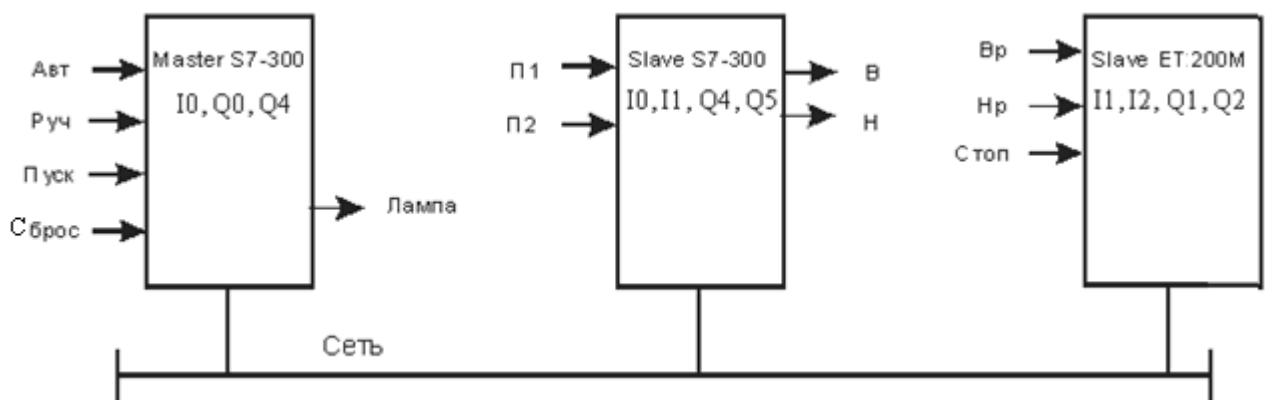 Авт
Руч
Пуск
Сброс
Master S7-300
I0, Q0, Q4
Лампа
П1
П2
Slave S7-300
I0, I1, Q4, Q5
В
Н
Вр
Нр
Стоп
Slave ET:200M
I1, I2, Q1, Q2
Сеть